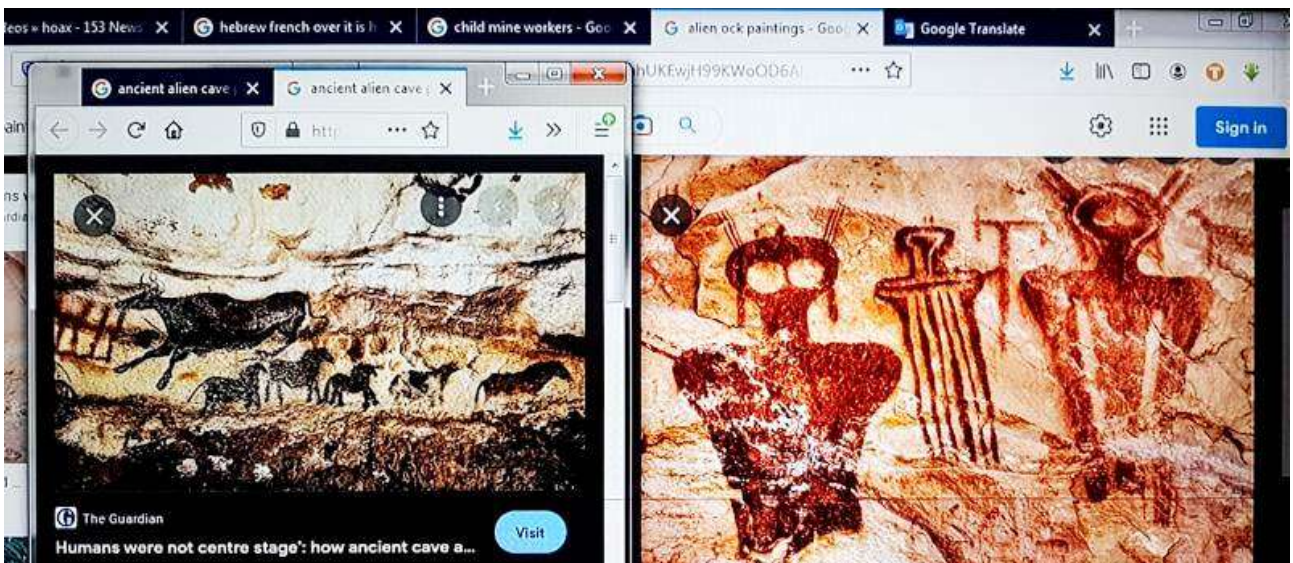 eos » hoax - 153 News
hebrew french over it is h
child mine workers - Goo
alien ock paintings - Goo
Google Translate
ancient alien cave
ancient alien cave
hUKEwjH99KWoOD6A
http
Sign in
The Guardian
Visit
Humans were not centre stage': how ancient cave a...